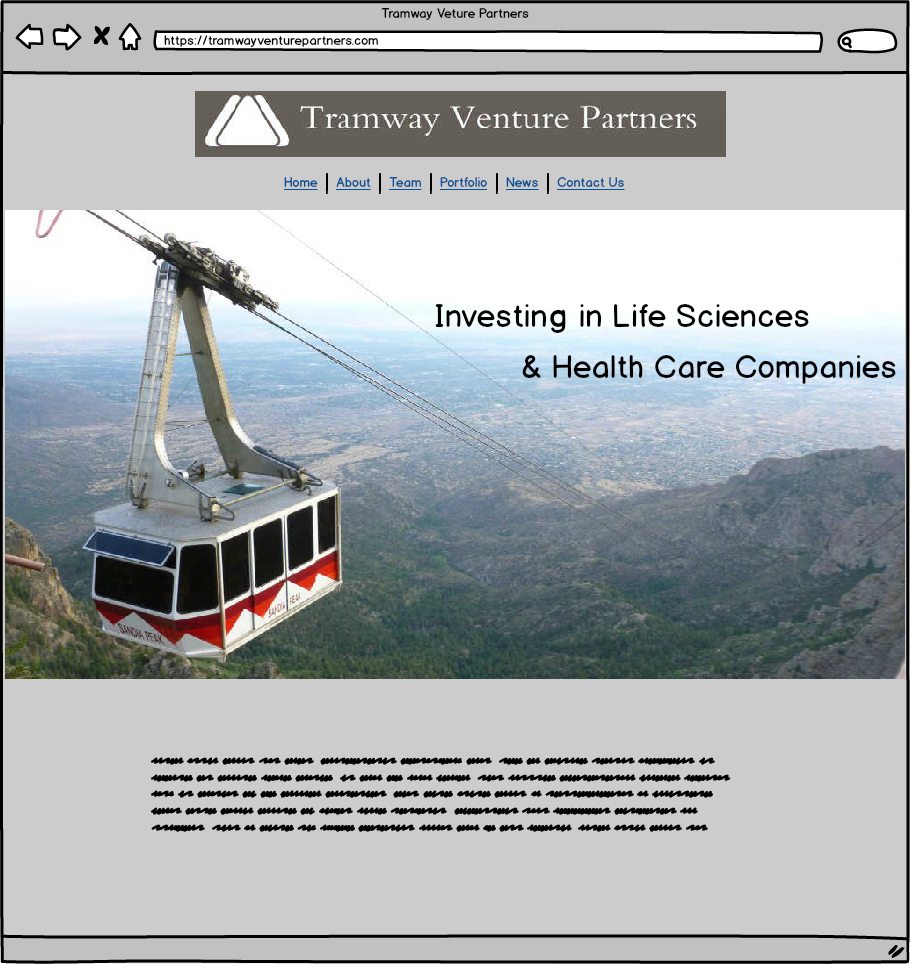 Tramway Veture Partners
https://tramwayventurepartners.com
Tramway Venture Partners
Home About Team Portfolio News Contact Us
Investing in Life Sciences
& Health Care Companies
SANDIA PEAK
SANDIA PEAK